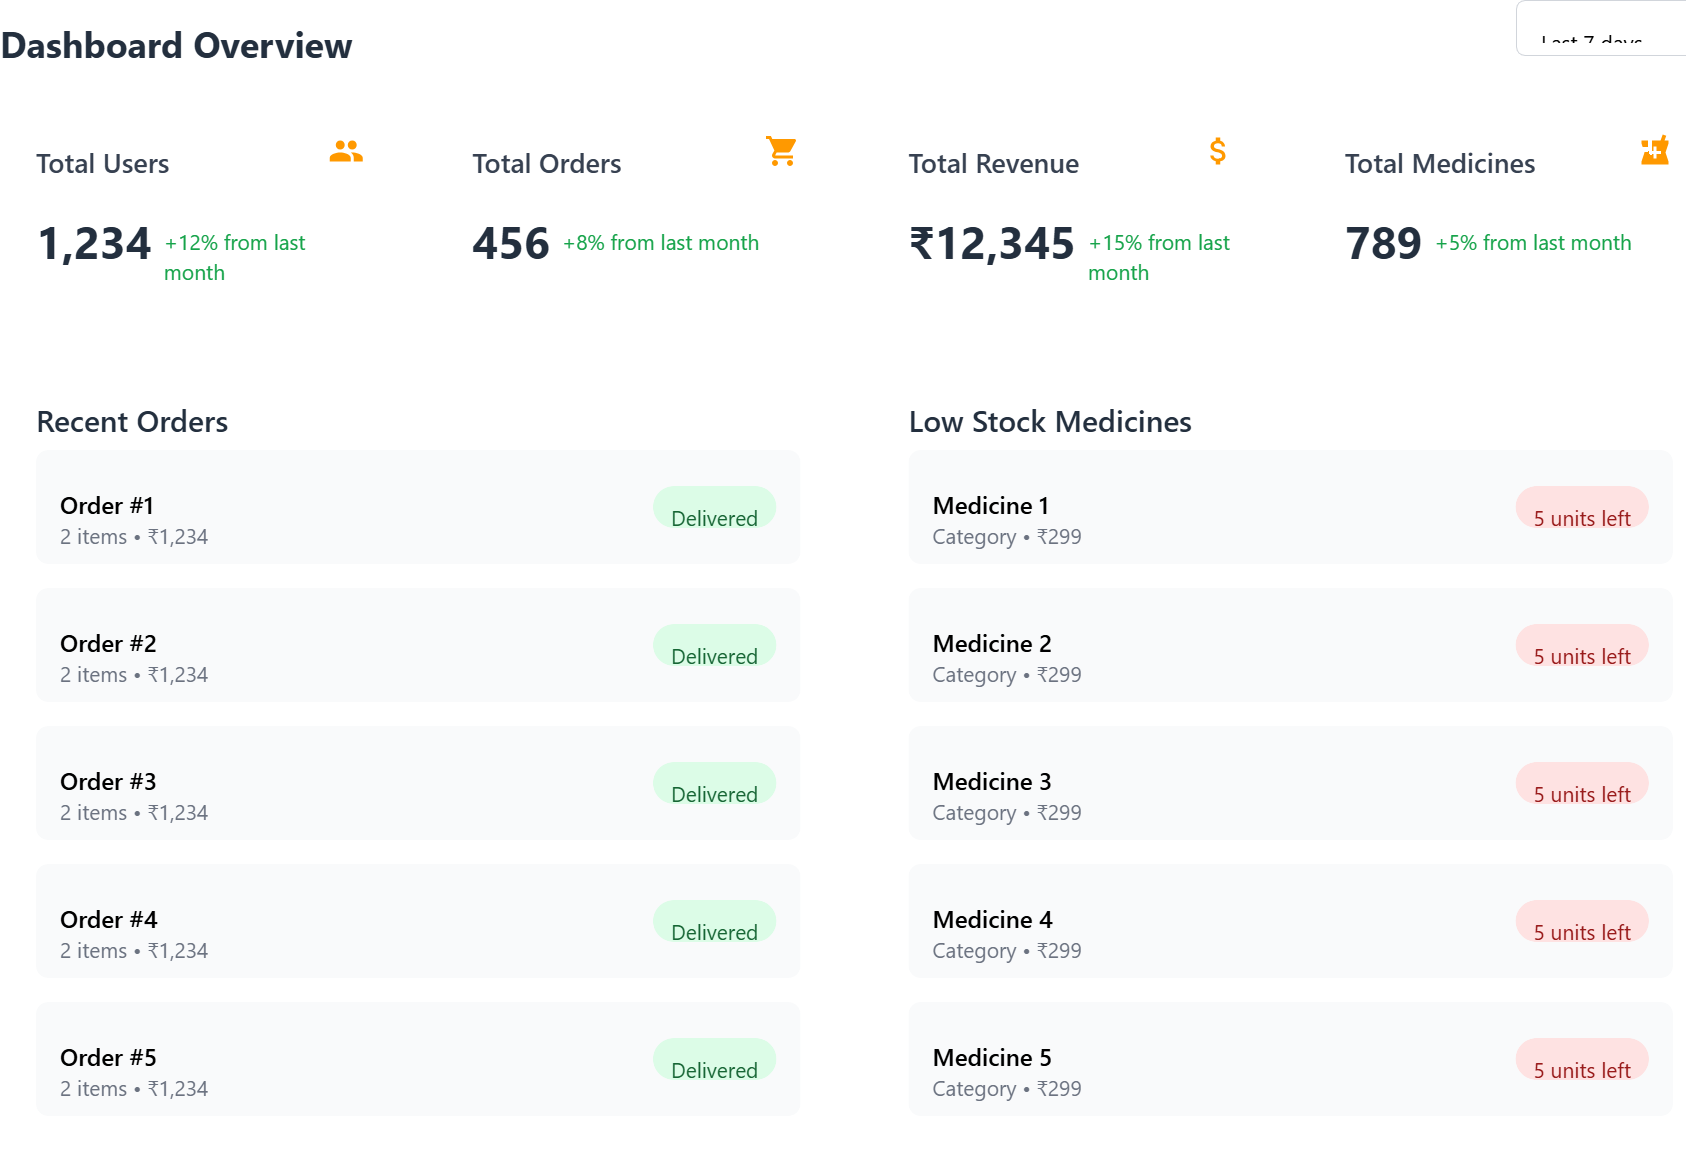 Dashboard Overview
Last 7 days
Total Users
1,234 +12% from last
month
Total Orders
456 +8% from last month
Total Revenue
₹12,345 +15% from last
month
Total Medicines
789 +5% from last month
Recent Orders
Order #1
2 items • ₹1,234
Delivered
Order #2
2 items • ₹1,234
Delivered
Order #3
2 items • ₹1,234
Delivered
Order #4
2 items • ₹1,234
Delivered
Order #5
2 items • ₹1,234
Delivered
Low Stock Medicines
Medicine 1
Category • ₹299
5 units left
Medicine 2
Category • ₹299
5 units left
Medicine 3
Category • ₹299
5 units left
Medicine 4
Category • ₹299
5 units left
Medicine 5
Category • ₹299
5 units left